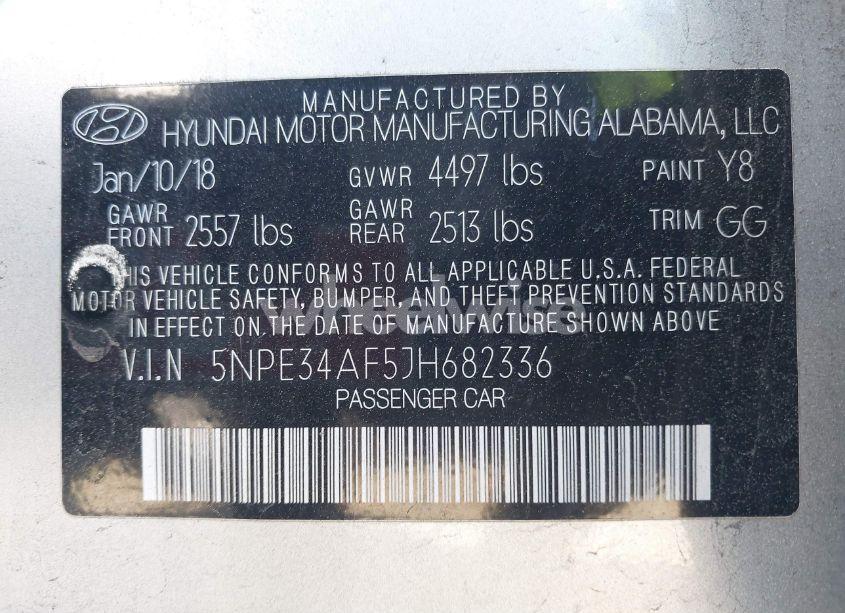 MANUFACTURED BY
HYUNDAI MOTOR MANUFACTURING ALABAMA, LLC
Jan/10/18 GVWR 4497 lbs PAINT Y8
GAWR FRONT 2557 lbs GAWR REAR 2513 lbs TRIM GG
THIS VEHICLE CONFORMS TO ALL APPLICABLE U.S.A. FEDERAL
MOTOR VEHICLE SAFETY, BUMPER, AND THEFT PREVENTION STANDARDS
IN EFFECT ON THE DATE OF MANUFACTURE SHOWN ABOVE
wheelwise
V.I.N 5NPE34AF5JH682336
PASSENGER CAR